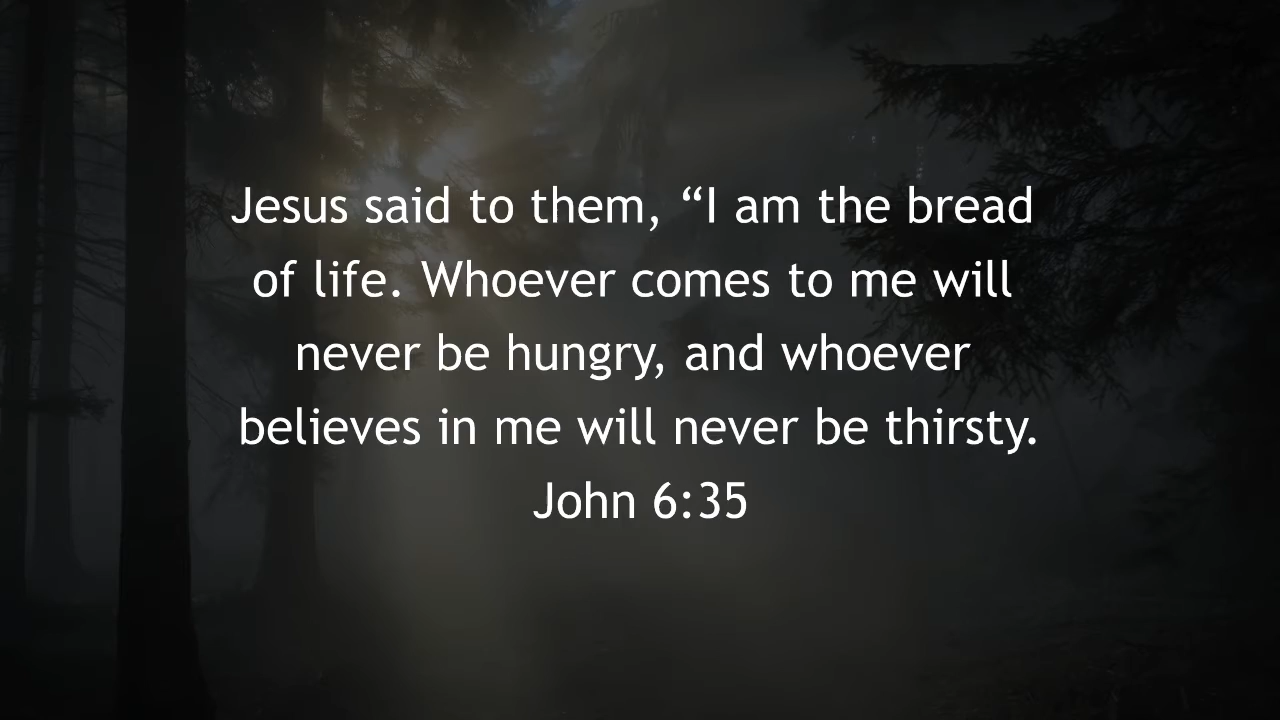 Jesus said to them, “I am the bread
of life. Whoever comes to me will
never be hungry, and whoever
believes in me will never be thirsty.
John 6:35